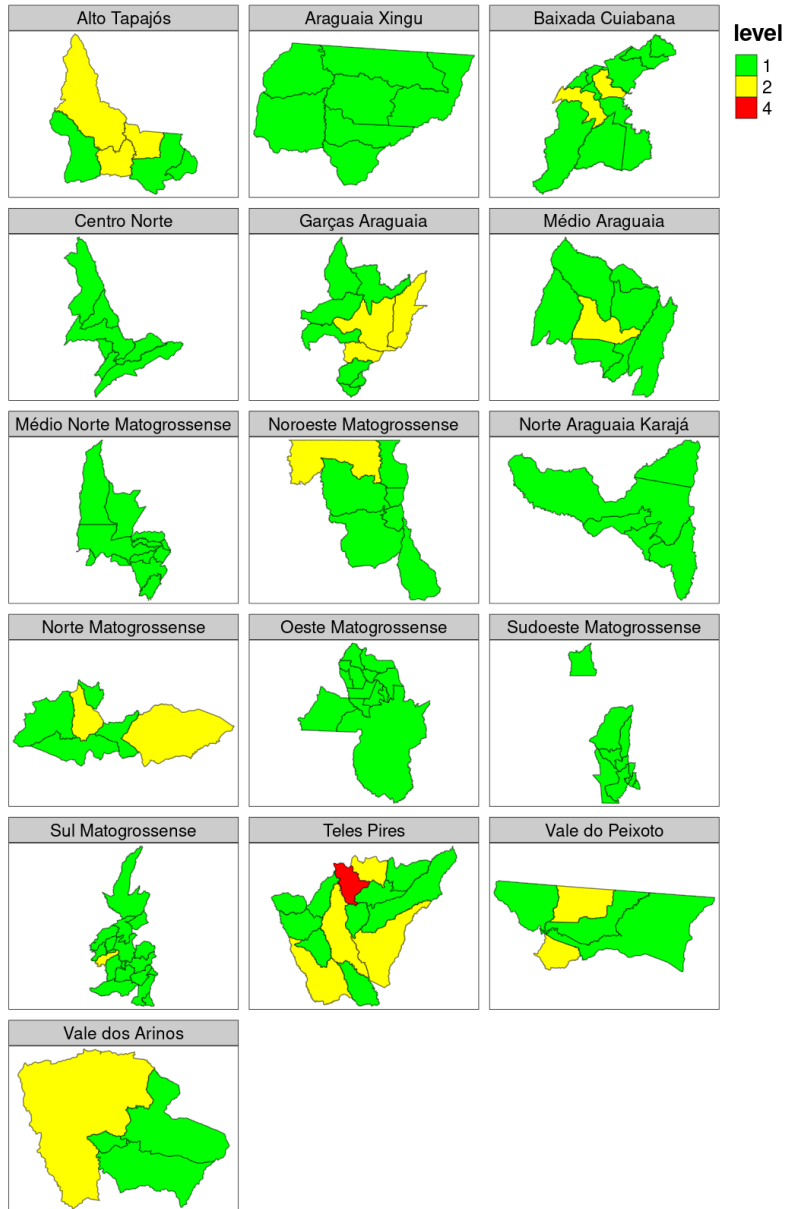 Alto Tapajós
Araguaia Xingu
Baixada Cuiabana
level
1
2
4
Centro Norte
Garças Araguaia
Médio Araguaia
Médio Norte Matogrossense
Noroeste Matogrossense
Norte Araguaia Karajá
Norte Matogrossense
Oeste Matogrossense
Sudoeste Matogrossense
Sul Matogrossense
Teles Pires
Vale do Peixoto
Vale dos Arinos